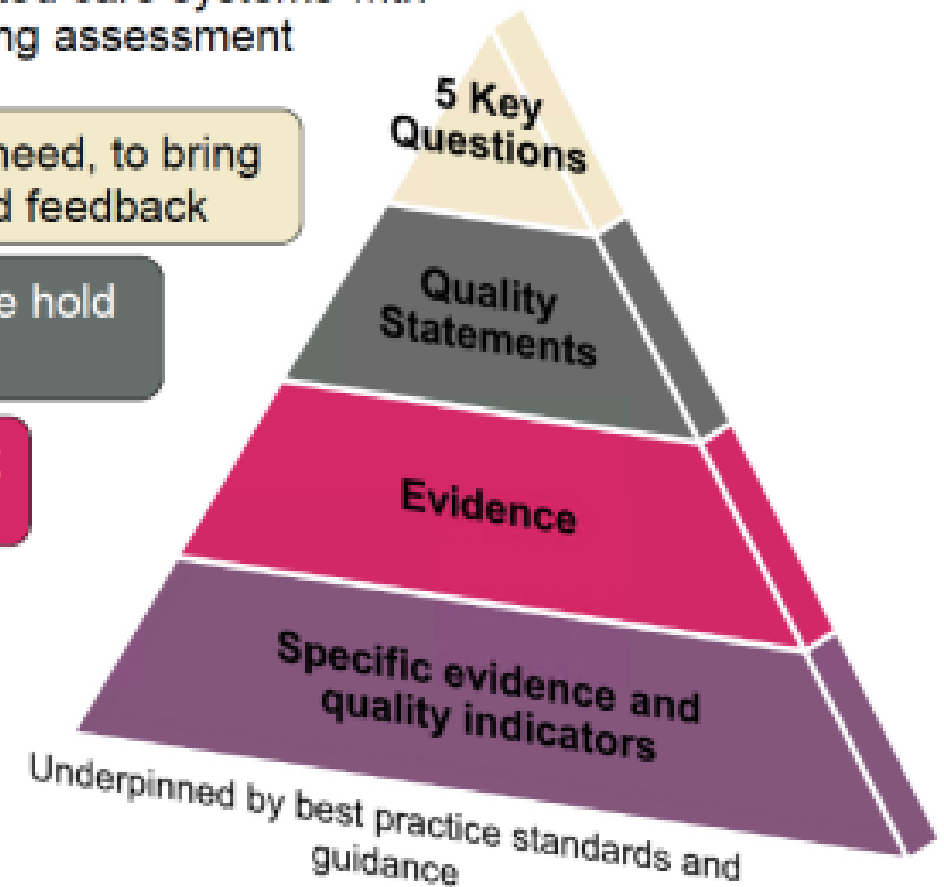 ng assessment
need, to bring
d feedback
e hold
5 Key
Questions
Quality
Statements
Evidence
Specific evidence and
quality indicators
Underpinned by best practice standards and
guidance